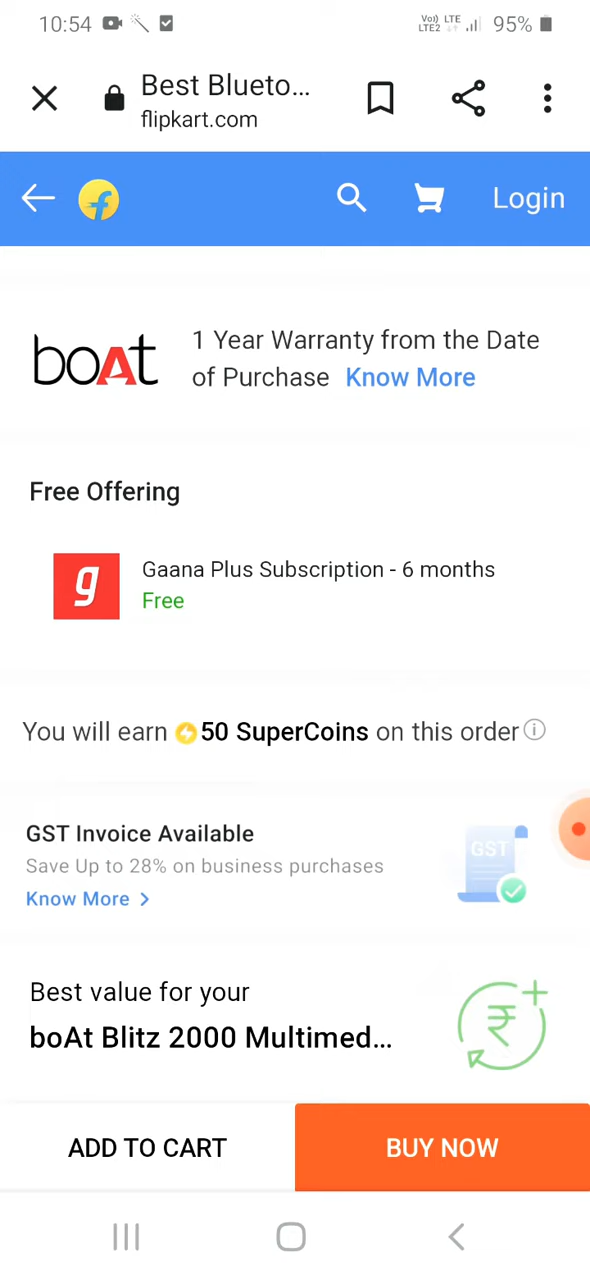 10:54 Vo) LTE LTE2 95%
Best Blueto...
flipkart.com
Login
boAt
1 Year Warranty from the Date
of Purchase Know More
Free Offering
g
Gaana Plus Subscription - 6 months
Free
You will earn 50 SuperCoins on this order
GST Invoice Available
Save Up to 28% on business purchases
Know More >
GST
Best value for your
boAt Blitz 2000 Multimed...
₹
ADD TO CART
BUY NOW